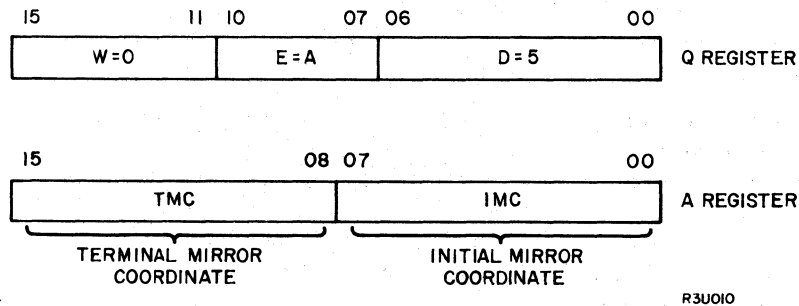 15 11 10 07 06 00
W=0 E=A D=5 Q REGISTER
15 08 07 00
TMC IMC A REGISTER
TERMINAL MIRROR COORDINATE
INITIAL MIRROR COORDINATE
R3U010